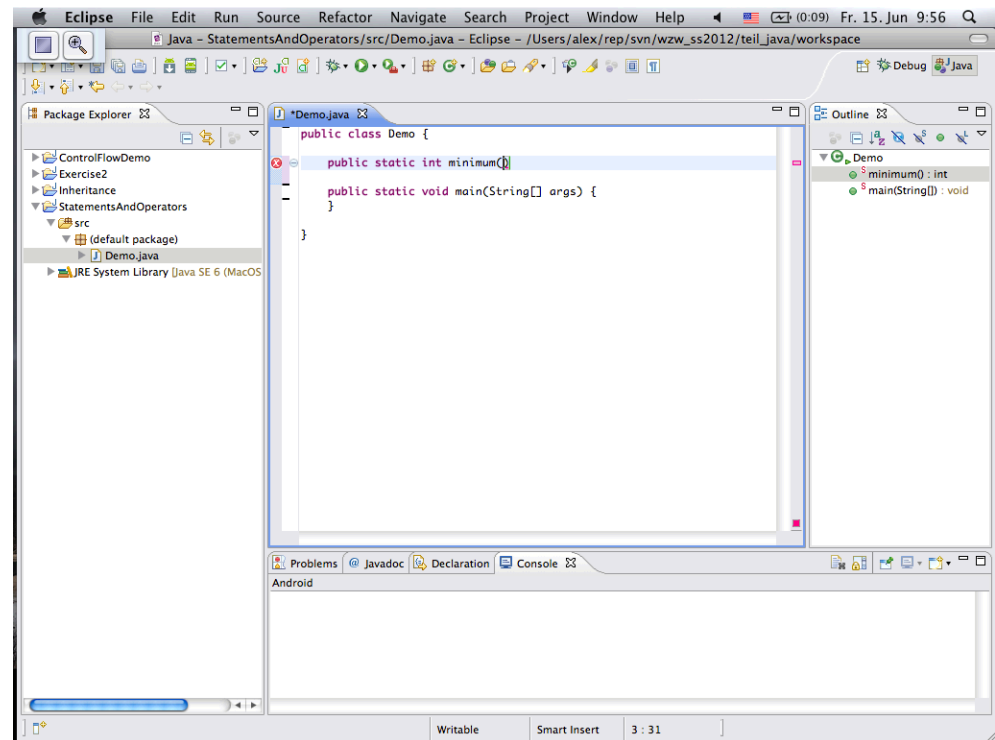 Eclipse File Edit Run Source Refactor Navigate Search Project Window Help (0:09) Fr. 15. Jun 9:56
Java – StatementsAndOperators/src/Demo.java – Eclipse – /Users/alex/rep/svn/wzw_ss2012/teil_java/workspace
Debug Java
Package Explorer
ControlFlowDemo
Exercise2
Inheritance
StatementsAndOperators
src
(default package)
Demo.java
JRE System Library [Java SE 6 (MacOS
*Demo.java
public class Demo {
public static int minimum()
public static void main(String[] args) {
}
}
Outline
Demo
minimum() : int
main(String[]) : void
Problems @ Javadoc Declaration Console
Android
Writable Smart Insert 3 : 31